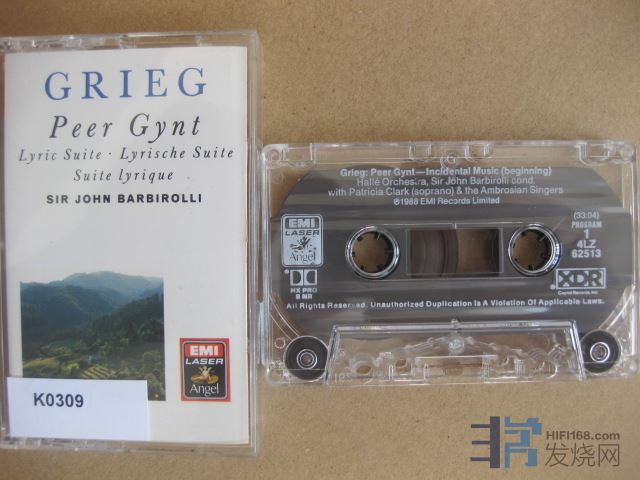 GRIEG
Peer Gynt
Lyric Suite · Lyrische Suite
Suite lyrique
SIR JOHN BARBIROLLI
EMI
LASER
Angel
K0309
Grieg: Peer Gynt—Incidental Music (beginning)
Hallé Orchestra, Sir John Barbirolli cond.
with Patricia Clark (soprano) & the Ambrosian Singers
℗1988 EMI Records Limited
EMI
LASER
Angel
HX PRO
B NR
(33:04)
PROGRAM
1
4LZ
62513
XDR
Capitol Records, Inc.
All Rights Reserved. Unauthorized Duplication Is A Violation Of Applicable Laws.
HIFI168.com
发烧网